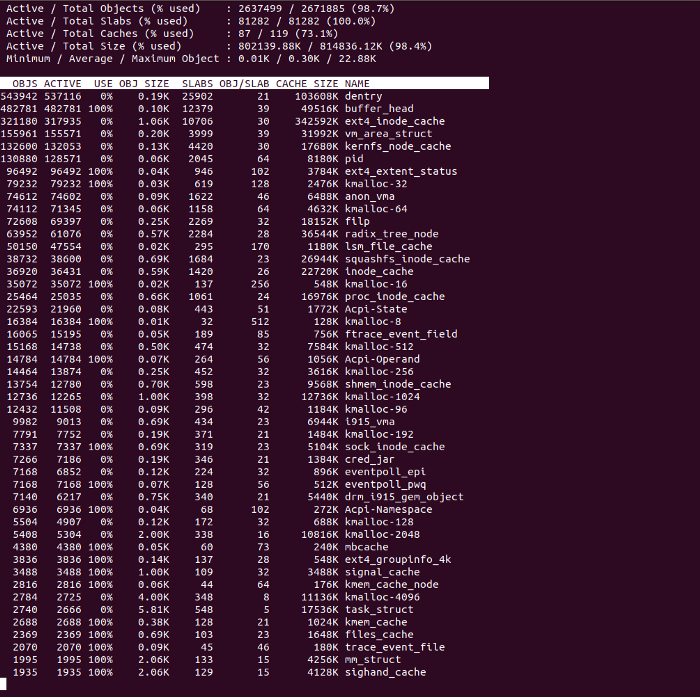 Active / Total Objects (% used) : 2637499 / 2671885 (98.7%)
Active / Total Slabs (% used) : 81282 / 81282 (100.0%)
Active / Total Caches (% used) : 87 / 119 (73.1%)
Active / Total Size (% used) : 802139.88K / 814836.12K (98.4%)
Minimum / Average / Maximum Object : 0.01K / 0.30K / 22.88K
OBJS ACTIVE USE OBJ SIZE SLABS OBJ/SLAB CACHE SIZE NAME
543942 537116 0% 0.19K 25902 21 103608K dentry
482781 482781 100% 0.10K 12379 39 49516K buffer_head
321180 317935 0% 1.06K 10706 30 342592K ext4_inode_cache
155961 155571 0% 0.20K 3999 39 31992K vm_area_struct
132600 132053 0% 0.13K 4420 30 17680K kernfs_node_cache
130880 128571 0% 0.06K 2045 64 8180K pid
96492 96492 100% 0.04K 946 102 3784K ext4_extent_status
79232 79232 100% 0.03K 619 128 2476K kmalloc-32
74612 74602 0% 0.09K 1622 46 6488K anon_vma
74112 71345 0% 0.06K 1158 64 4632K kmalloc-64
72608 69397 0% 0.25K 2269 32 18152K filp
63952 61076 0% 0.57K 2284 28 36544K radix_tree_node
50150 47554 0% 0.02K 295 170 1180K lsm_file_cache
38732 38600 0% 0.69K 1684 23 26944K squashfs_inode_cache
36920 36431 0% 0.59K 1420 26 22720K inode_cache
35072 35072 100% 0.02K 137 256 548K kmalloc-16
25464 25035 0% 0.66K 1061 24 16976K proc_inode_cache
22593 21960 0% 0.08K 443 51 1772K Acpi-State
16384 16384 100% 0.01K 32 512 128K kmalloc-8
16065 15195 0% 0.05K 189 85 756K ftrace_event_field
15168 14738 0% 0.50K 474 32 7584K kmalloc-512
14784 14784 100% 0.07K 264 56 1056K Acpi-Operand
14464 13874 0% 0.25K 452 32 3616K kmalloc-256
13754 12780 0% 0.70K 598 23 9568K shmem_inode_cache
12736 12265 0% 1.00K 398 32 12736K kmalloc-1024
12432 11508 0% 0.09K 296 42 1184K kmalloc-96
9982 9013 0% 0.69K 434 23 6944K i915_vma
7791 7752 0% 0.19K 371 21 1484K kmalloc-192
7337 7337 100% 0.69K 319 23 5104K sock_inode_cache
7266 7186 0% 0.19K 346 21 1384K cred_jar
7168 6852 0% 0.12K 224 32 896K eventpoll_epi
7168 7168 100% 0.07K 128 56 512K eventpoll_pwq
7140 6217 0% 0.75K 340 21 5440K drm_i915_gem_object
6936 6936 100% 0.04K 68 102 272K Acpi-Namespace
5504 4907 0% 0.12K 172 32 688K kmalloc-128
5408 5304 0% 2.00K 338 16 10816K kmalloc-2048
4380 4380 100% 0.05K 60 73 240K mbcache
3836 3836 100% 0.14K 137 28 548K ext4_groupinfo_4k
3488 3488 100% 1.00K 109 32 3488K signal_cache
2816 2816 100% 0.06K 44 64 176K kmem_cache_node
2784 2725 0% 4.00K 348 8 11136K kmalloc-4096
2740 2666 0% 5.81K 548 5 17536K task_struct
2688 2688 100% 0.38K 128 21 1024K kmem_cache
2369 2369 100% 0.69K 103 23 1648K files_cache
2070 2070 100% 0.09K 45 46 180K trace_event_file
1995 1995 100% 2.06K 133 15 4256K mm_struct
1935 1935 100% 2.06K 129 15 4128K sighand_cache